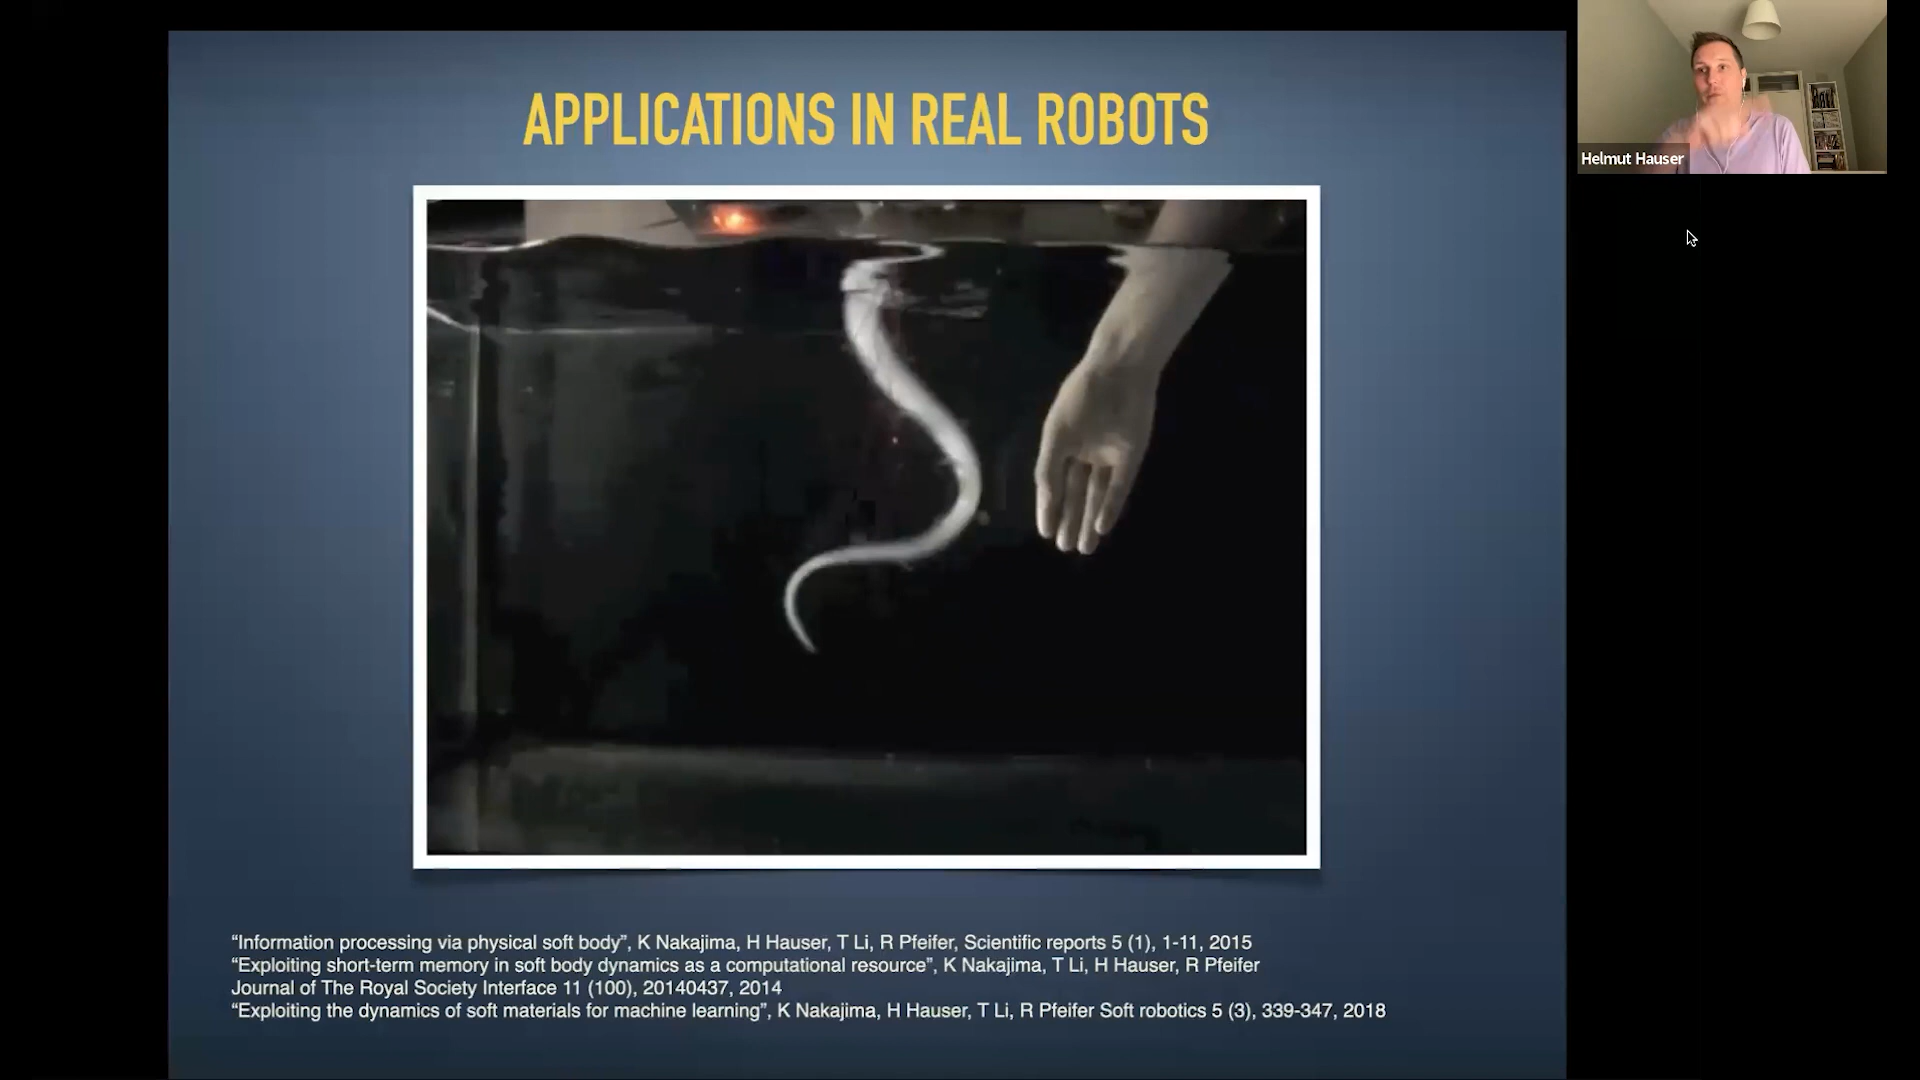 APPLICATIONS IN REAL ROBOTS
Helmut Hauser
“Information processing via physical soft body”, K Nakajima, H Hauser, T Li, R Pfeifer, Scientific reports 5 (1), 1-11, 2015
“Exploiting short-term memory in soft body dynamics as a computational resource”, K Nakajima, T Li, H Hauser, R Pfeifer
Journal of The Royal Society Interface 11 (100), 20140437, 2014
“Exploiting the dynamics of soft materials for machine learning”, K Nakajima, H Hauser, T Li, R Pfeifer Soft robotics 5 (3), 339-347, 2018